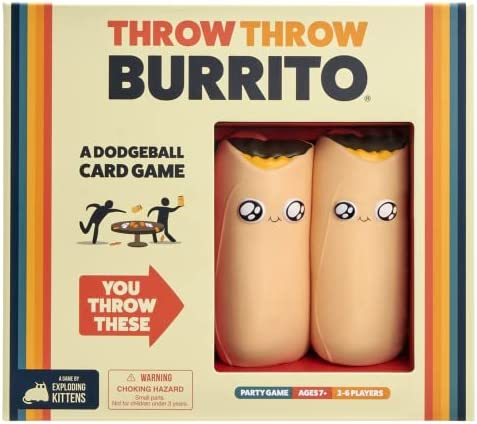 THROW THROW
BURRITO®
A DODGEBALL
CARD GAME
YOU
THROW
THESE
A GAME BY
EXPLODING
KITTENS
⚠ WARNING
CHOKING HAZARD
Small parts.
Not for children under 3 years.
PARTY GAME
AGES 7+
2-6 PLAYERS